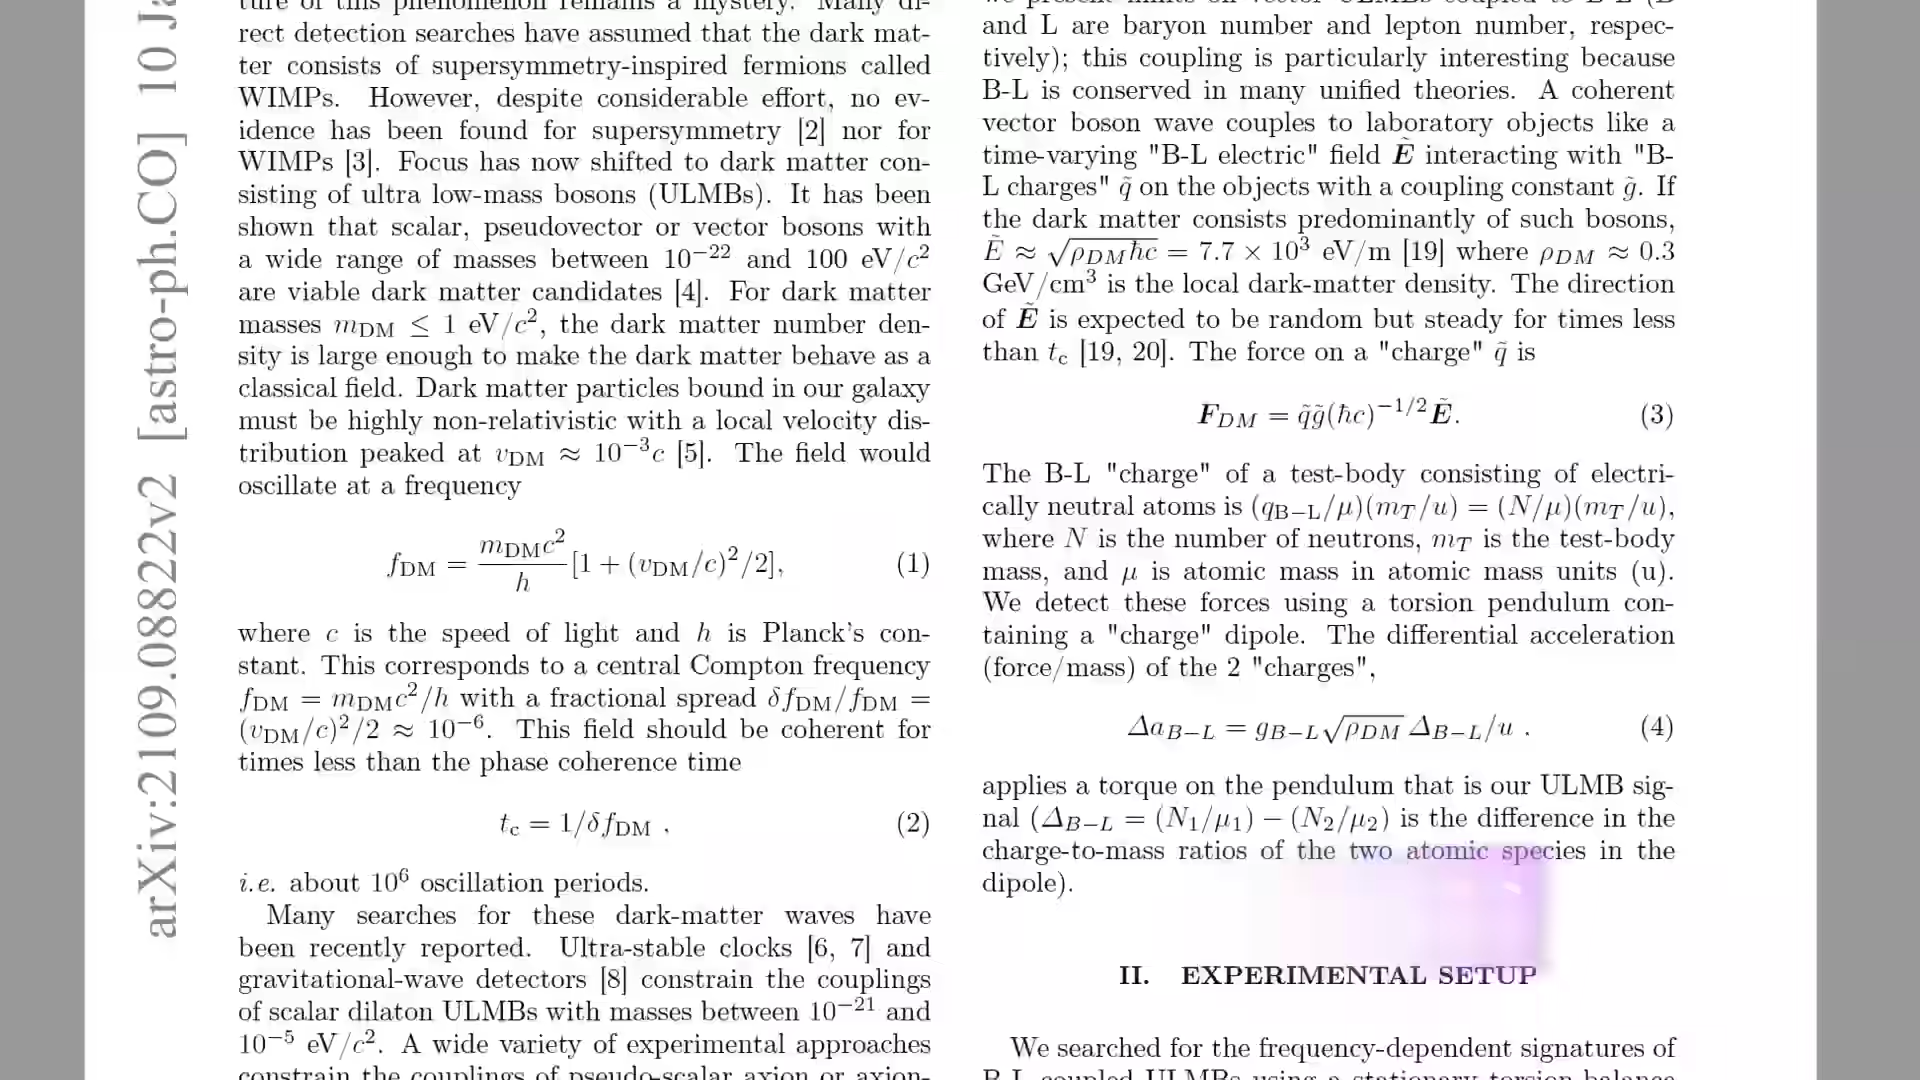 arXiv:2109.08822v2 [astro-ph.CO] 10 Ja
ture of this phenomenon remains a mystery. Many di-
rect detection searches have assumed that the dark mat-
ter consists of supersymmetry-inspired fermions called
WIMPs. However, despite considerable effort, no ev-
idence has been found for supersymmetry [2] nor for
WIMPs [3]. Focus has now shifted to dark matter con-
sisting of ultra low-mass bosons (ULMBs). It has been
shown that scalar, pseudovector or vector bosons with
a wide range of masses between 10⁻²² and 100 eV/c²
are viable dark matter candidates [4]. For dark matter
masses m_DM ≤ 1 eV/c², the dark matter number den-
sity is large enough to make the dark matter behave as a
classical field. Dark matter particles bound in our galaxy
must be highly non-relativistic with a local velocity dis-
tribution peaked at v_DM ≈ 10⁻³c [5]. The field would
oscillate at a frequency
f_DM = m_DM c²/h [1 + (v_DM/c)²/2], (1)
where c is the speed of light and h is Planck's con-
stant. This corresponds to a central Compton frequency
f_DM = m_DM c²/h with a fractional spread δf_DM/f_DM =
(v_DM/c)²/2 ≈ 10⁻⁶. This field should be coherent for
times less than the phase coherence time
t_c = 1/δf_DM , (2)
i.e. about 10⁶ oscillation periods.
Many searches for these dark-matter waves have
been recently reported. Ultra-stable clocks [6, 7] and
gravitational-wave detectors [8] constrain the couplings
of scalar dilaton ULMBs with masses between 10⁻²¹ and
10⁻⁵ eV/c². A wide variety of experimental approaches
constrain the couplings of pseudo-scalar axion or axion-
we present limits on vector ULMBs coupled to B-L (B
and L are baryon number and lepton number, respec-
tively); this coupling is particularly interesting because
B-L is conserved in many unified theories. A coherent
vector boson wave couples to laboratory objects like a
time-varying "B-L electric" field Ẽ interacting with "B-
L charges" q̃ on the objects with a coupling constant g̃. If
the dark matter consists predominantly of such bosons,
Ẽ ≈ √(ρ_DM ħc) = 7.7 × 10³ eV/m [19] where ρ_DM ≈ 0.3
GeV/cm³ is the local dark-matter density. The direction
of Ẽ is expected to be random but steady for times less
than t_c [19, 20]. The force on a "charge" q̃ is
F_DM = q̃g̃(ħc)^−1/2 Ẽ. (3)
The B-L "charge" of a test-body consisting of electri-
cally neutral atoms is (q_B−L/μ)(m_T/u) = (N/μ)(m_T/u),
where N is the number of neutrons, m_T is the test-body
mass, and μ is atomic mass in atomic mass units (u).
We detect these forces using a torsion pendulum con-
taining a "charge" dipole. The differential acceleration
(force/mass) of the 2 "charges",
Δa_B−L = g_B−L √ρ_DM Δ_B−L/u . (4)
applies a torque on the pendulum that is our ULMB sig-
nal (Δ_B−L = (N₁/μ₁) − (N₂/μ₂) is the difference in the
charge-to-mass ratios of the two atomic species in the
dipole).
II. EXPERIMENTAL SETUP
We searched for the frequency-dependent signatures of
B-L coupled ULMBs using a stationary torsion balance